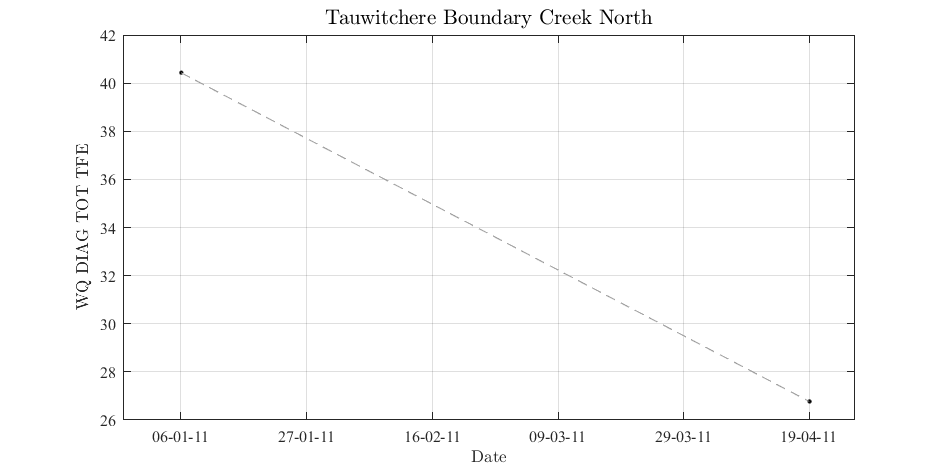 Tauwitchere Boundary Creek North
WQ DIAG TOT TFE
42
40
38
36
34
32
30
28
26
06-01-11 27-01-11 16-02-11 09-03-11 29-03-11 19-04-11
Date